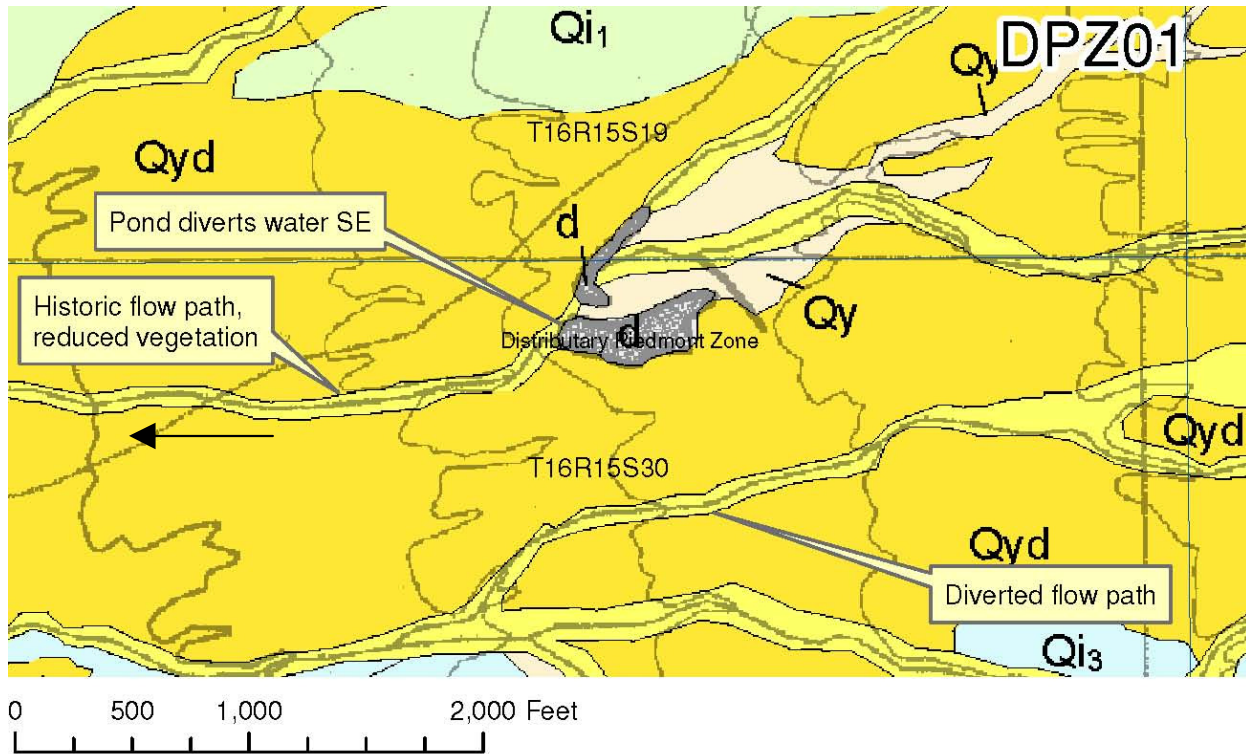 Qi1
DPZ01
Qy
T16R15S19
Qyd
Pond diverts water SE
d
Historic flow path,
reduced vegetation
Qy
d
Distributary Piedmont Zone
Qyd
T16R15S30
Qyd
Diverted flow path
Qi3
0 500 1,000 2,000 Feet